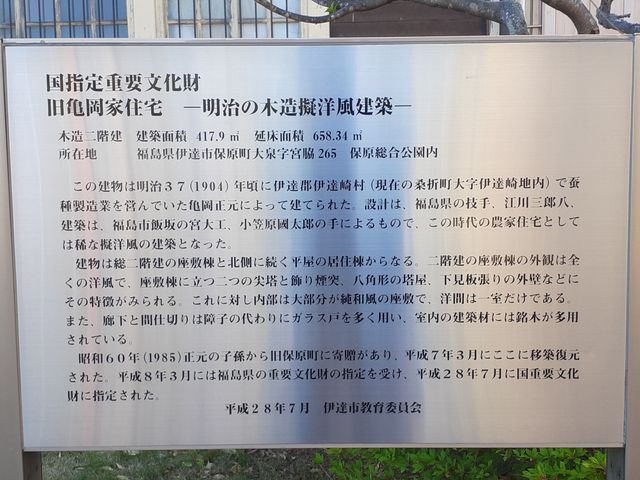 国指定重要文化財
旧亀岡家住宅 ―明治の木造擬洋風建築―
木造二階建 建築面積 417.9㎡ 延床面積 658.34㎡
所在地 福島県伊達市保原町大泉字宮脇265 保原総合公園内
この建物は明治37(1904)年頃に伊達郡伊達崎村(現在の桑折町大字伊達崎地内)で蚕
種製造業を営んでいた亀岡正元によって建てられた。設計は、福島県の技手、江川三郎八、
建築は、福島市飯坂の宮大工、小笠原國太郎の手によるもので、この時代の農家住宅として
は稀な擬洋風の建築となった。
建物は総二階建の座敷棟と北側に続く平屋の居住棟からなる。二階建の座敷棟の外観は全
くの洋風で、座敷棟に立つ二つの尖塔と飾り煙突、八角形の塔屋、下見板張りの外壁などに
その特徴がみられる。これに対し内部は大部分が純和風の座敷で、洋間は一室だけである。
また、廊下と間仕切りは障子の代わりにガラス戸を多く用い、室内の建築材には銘木が多用
されている。
昭和60年(1985)正元の子孫から旧保原町に寄贈があり、平成7年3月にここに移築復元
された。平成8年3月には福島県の重要文化財の指定を受け、平成28年7月に国重要文化
財に指定された。
平成28年7月 伊達市教育委員会